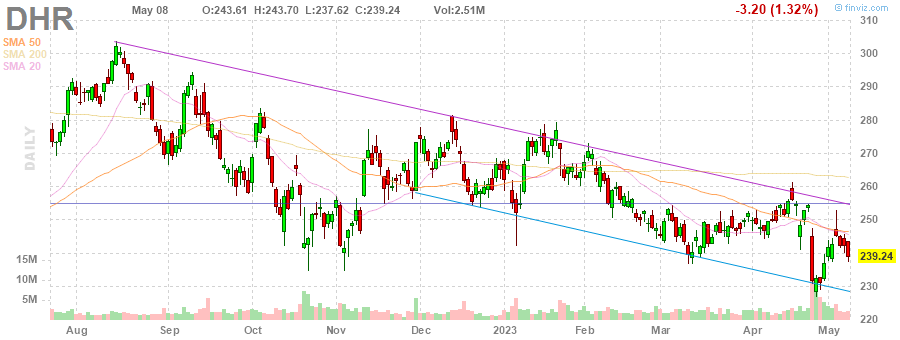 DHR May 08 O:243.61 H:243.70 L:237.62 C:239.24 Vol:2.51M -3.20 (1.32%) © finviz.com
SMA 50
SMA 200
SMA 20
DAILY
310
300
290
280
270
260
250
239.24
230
220
15M
10M
5M
Aug Sep Oct Nov Dec 2023 Feb Mar Apr May